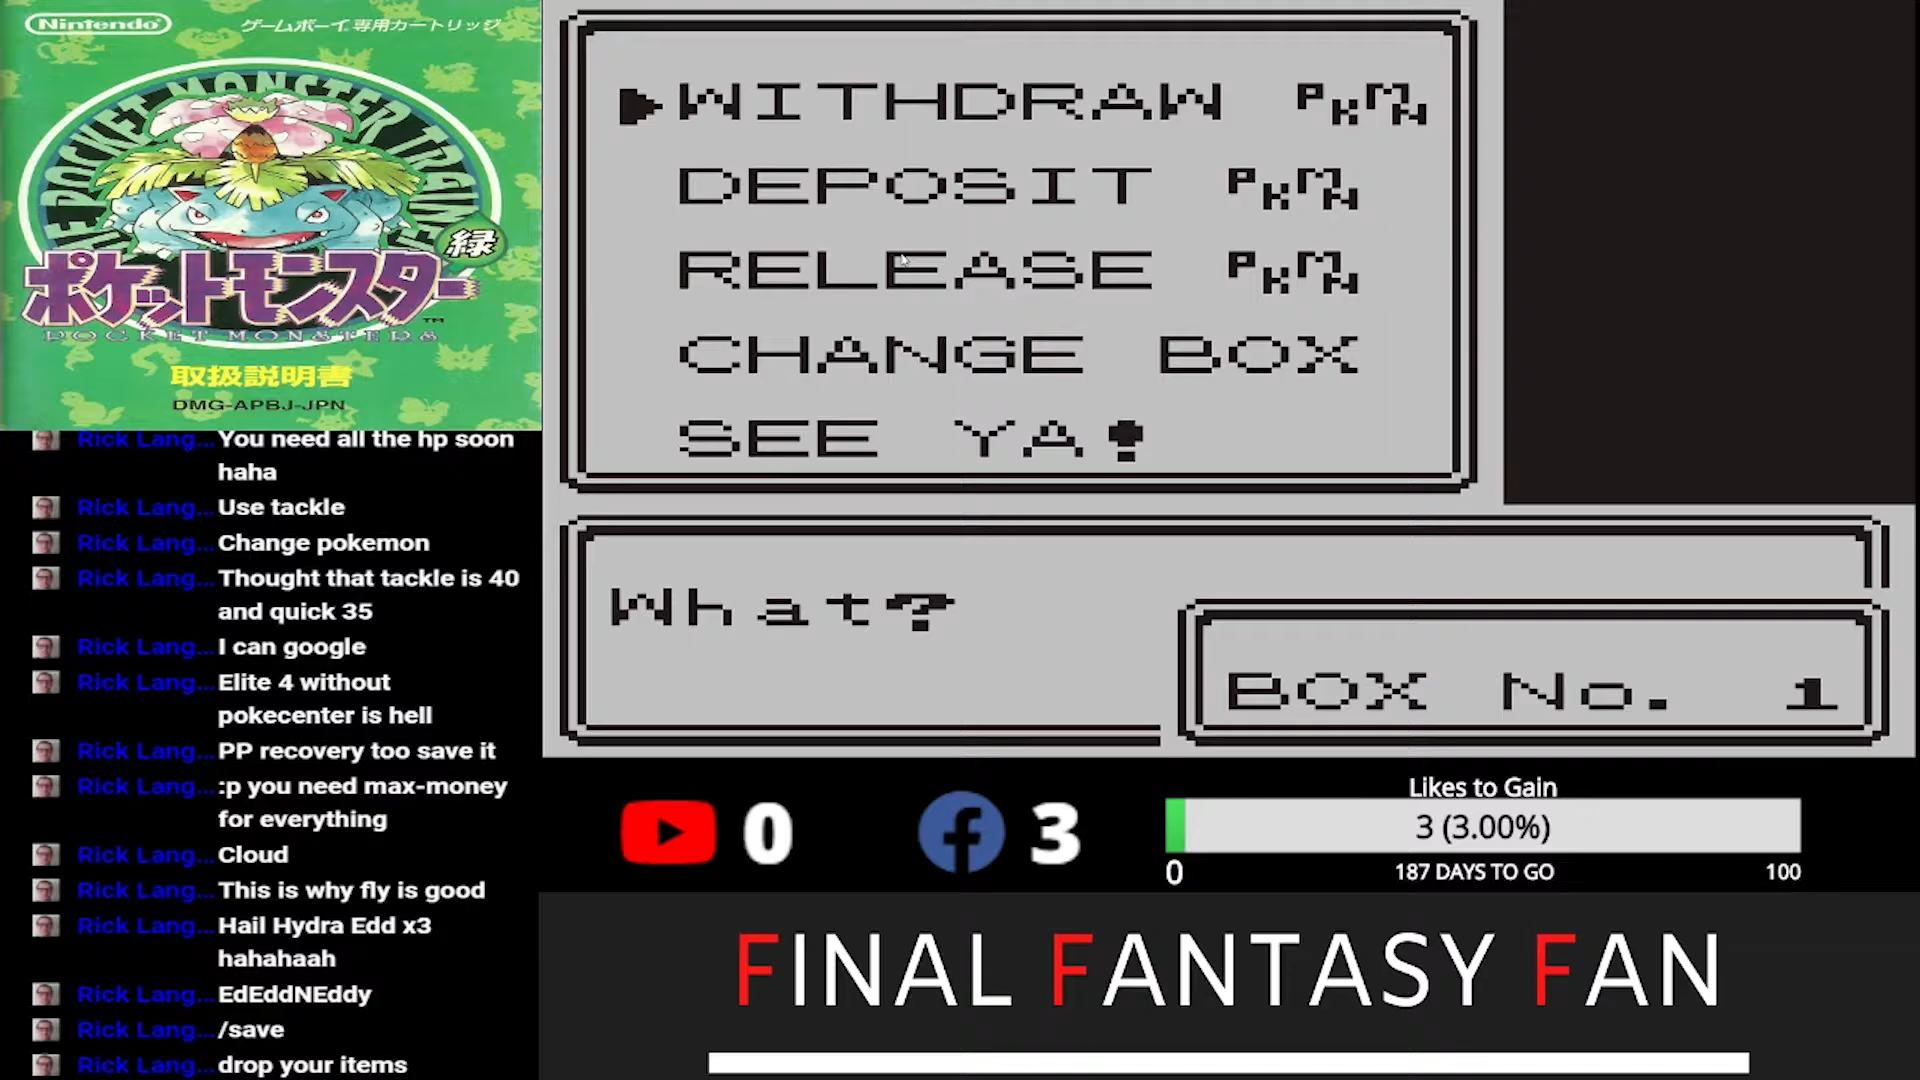 Nintendo
ゲームボーイ専用カートリッジ
POCKET MONSTER
緑
ポケットモンスター
TM
POCKET MONSTERS
取扱説明書
DMG-APBJ-JPN
Rick Lang... You need all the hp soon
haha
Rick Lang... Use tackle
Rick Lang... Change pokemon
Rick Lang... Thought that tackle is 40
and quick 35
Rick Lang... I can google
Rick Lang... Elite 4 without
pokecenter is hell
Rick Lang... PP recovery too save it
Rick Lang... :p you need max-money
for everything
Rick Lang... Cloud
Rick Lang... This is why fly is good
Rick Lang... Hail Hydra Edd x3
hahahaah
Rick Lang... EdEddNEddy
Rick Lang... /save
Rick Lang... drop your items
▶WITHDRAW PKMN
DEPOSIT PKMN
RELEASE PKMN
CHANGE BOX
SEE YA!
What?
BOX No. 1
0
3
Likes to Gain
3 (3.00%)
0 187 DAYS TO GO 100
FINAL FANTASY FAN